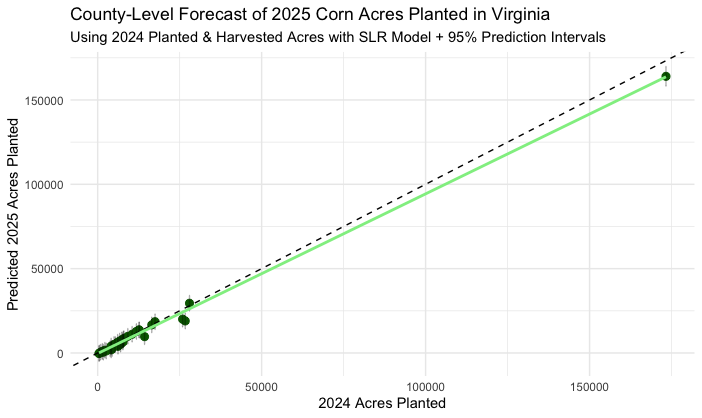 County-Level Forecast of 2025 Corn Acres Planted in Virginia
Using 2024 Planted & Harvested Acres with SLR Model + 95% Prediction Intervals
Predicted 2025 Acres Planted
150000
100000
50000
0
0
50000
100000
150000
2024 Acres Planted